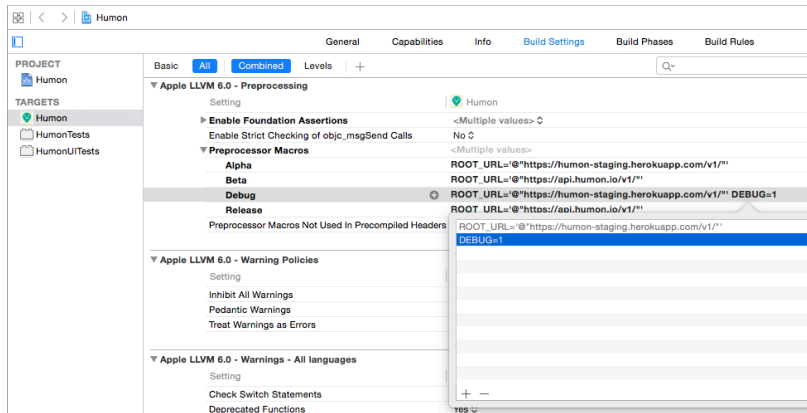 Humon
General Capabilities Info Build Settings Build Phases Build Rules
PROJECT
Humon
TARGETS
Humon
HumonTests
HumonUITests
Basic All Combined Levels +
Apple LLVM 6.0 - Preprocessing
Setting Humon
Enable Foundation Assertions <Multiple values>
Enable Strict Checking of objc_msgSend Calls No
Preprocessor Macros <Multiple values>
Alpha ROOT_URL='@"https://humon-staging.herokuapp.com/v1/"'
Beta ROOT_URL='@"https://api.humon.io/v1/"'
Debug ROOT_URL='@"https://humon-staging.herokuapp.com/v1/"' DEBUG=1
Release ROOT_URL='@"https://api.humon.io/v1/"'
Preprocessor Macros Not Used In Precompiled Headers
ROOT_URL='@"https://humon-staging.herokuapp.com/v1/"'
DEBUG=1
Apple LLVM 6.0 - Warning Policies
Setting
Inhibit All Warnings
Pedantic Warnings
Treat Warnings as Errors
Apple LLVM 6.0 - Warnings - All languages
Setting
Check Switch Statements
Deprecated Functions Yes
+ −